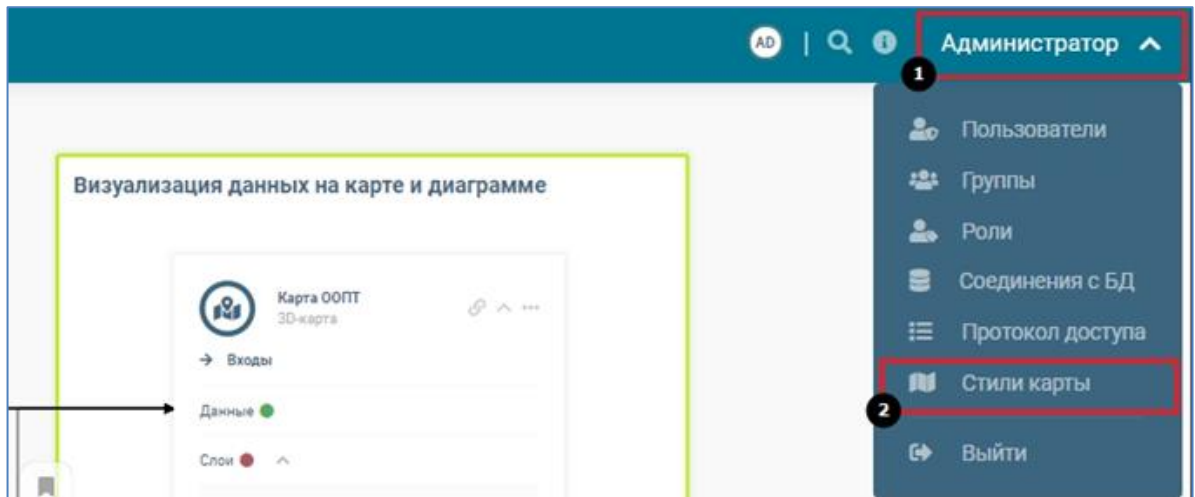 AD | Администратор
1
Пользователи
Визуализация данных на карте и диаграмме
Группы
Роли
Карта ООПТ
3D-карта
Соединения с БД
Входы
Протокол доступа
Стили карты
2
Данные
Слои
Выйти